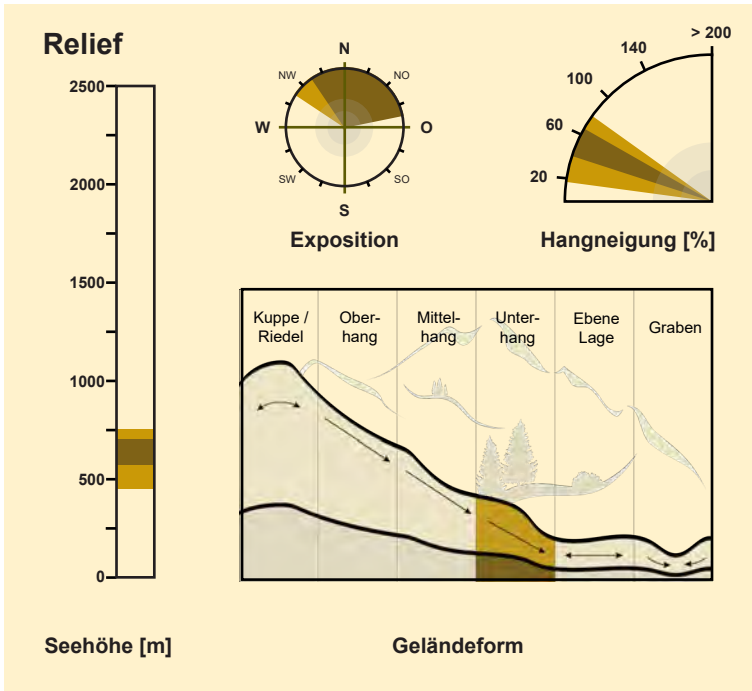 Relief
2500
2000
1500
1000
500
0
Seehöhe [m]
N
NW
NO
W
O
SW
SO
S
Exposition
> 200
140
100
60
20
Hangneigung [%]
Kuppe /
Riedel
Ober-
hang
Mittel-
hang
Unter-
hang
Ebene
Lage
Graben
Geländeform